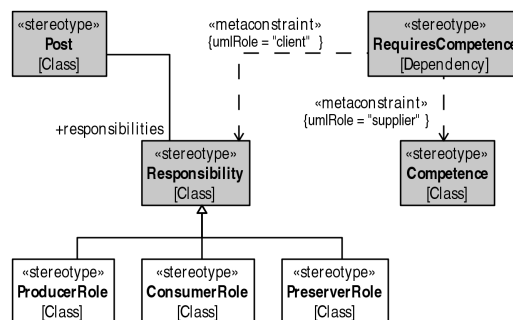 «stereotype»
Post
[Class]
«metaconstraint»
{umlRole = "client" }
«stereotype»
RequiresCompetence
[Dependency]
«metaconstraint»
{umlRole = "supplier" }
+responsibilities
«stereotype»
Responsibility
[Class]
«stereotype»
Competence
[Class]
«stereotype»
ProducerRole
[Class]
«stereotype»
ConsumerRole
[Class]
«stereotype»
PreserverRole
[Class]